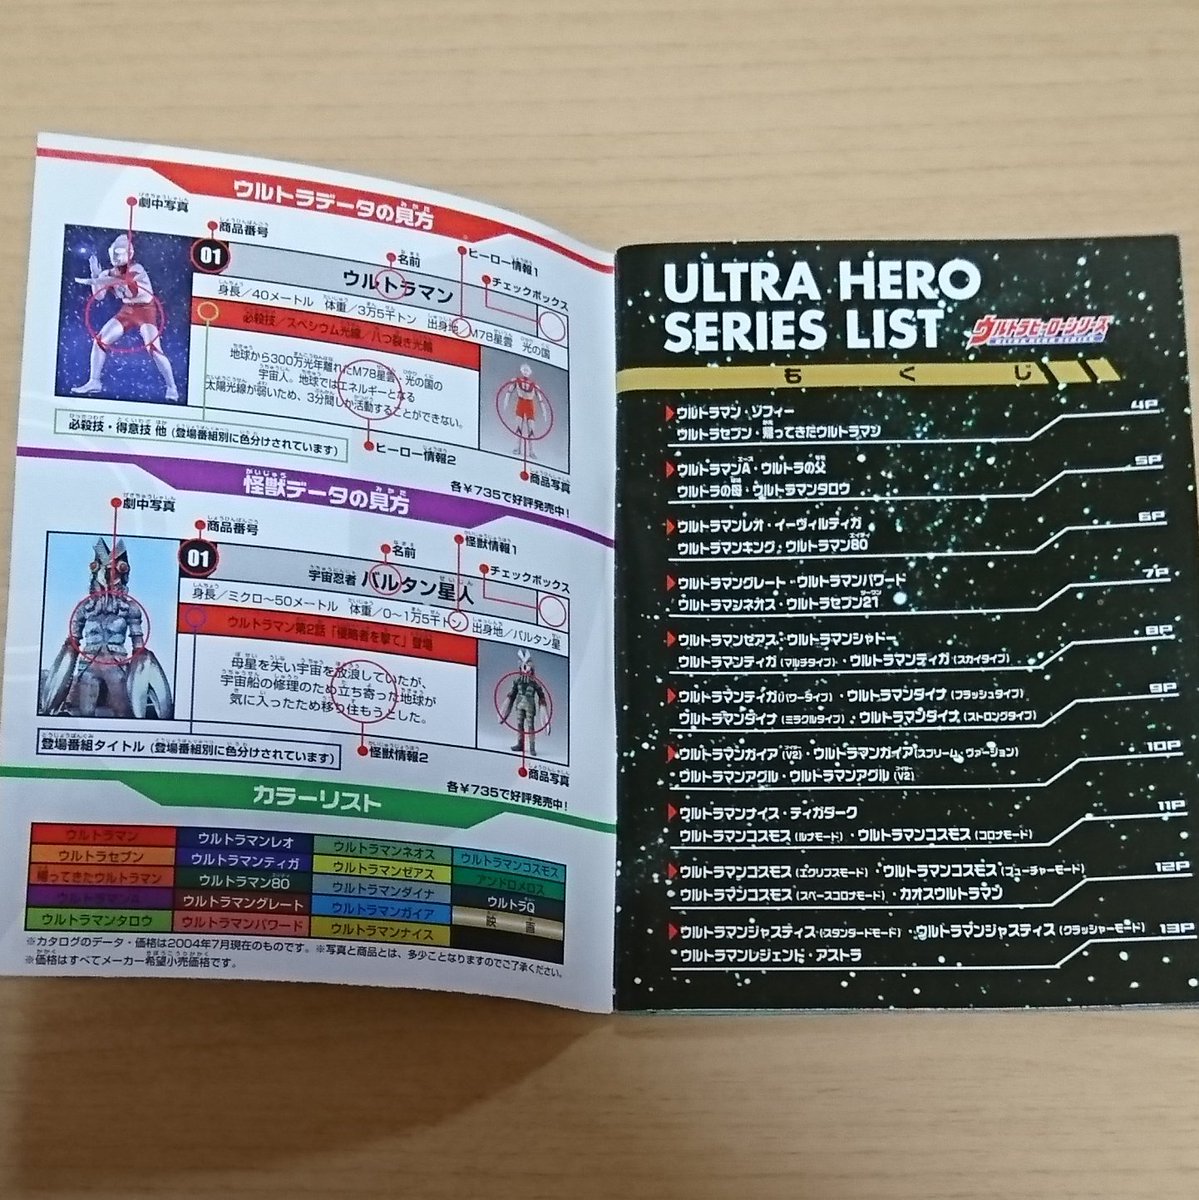 ウルトラデータの見方
劇中写真
商品番号
名前
ヒーロー情報1
チェックボックス
01
ウルトラマン
身長/40メートル 体重/3万5千トン 出身地/M78星雲 光の国
必殺技/スペシウム光線/八つ裂き光輪
地球から300万光年離れたM78星雲 光の国の
宇宙人。地球ではエネルギーとなる
太陽光線が弱いため、3分間しか活動することができない。
必殺技・得意技 他(登場番組別に色分けされています)
ヒーロー情報2
商品写真
各¥735で好評発売中!
怪獣データの見方
劇中写真
商品番号
名前
怪獣情報1
チェックボックス
01
宇宙忍者 バルタン星人
身長/ミクロ〜50メートル 体重/0〜1万5千トン 出身地/バルタン星
ウルトラマン第2話「侵略者を撃て」登場
母星を失い宇宙を放浪していたが、
宇宙船の修理のため立ち寄った地球が
気に入ったため移り住もうとした。
登場番組タイトル(登場番組別に色分けされています)
怪獣情報2
商品写真
各¥735で好評発売中!
カラーリスト
ウルトラマン
ウルトラセブン
帰ってきたウルトラマン
ウルトラマンA
ウルトラマンタロウ
ウルトラマンレオ
ウルトラマンティガ
ウルトラマン80
ウルトラマングレート
ウルトラマンパワード
ウルトラマンネオス
ウルトラマンゼアス
ウルトラマンダイナ
ウルトラマンガイア
ウルトラマンナイス
ウルトラマンコスモス
アンドロメロス
ウルトラQ
映 画
※カタログのデータ・価格は2004年7月現在のものです。※写真と商品とは、多少ことなりますのでご了承ください。
※価格はすべてメーカー希望小売価格です。
ULTRA HERO
SERIES LIST
ウルトラヒーローシリーズ
もくじ
ウルトラマン・ゾフィー 4P
ウルトラセブン・帰ってきたウルトラマン
ウルトラマンA・ウルトラの父 5P
ウルトラの母・ウルトラマンタロウ
ウルトラマンレオ・イーヴィルティガ 6P
ウルトラマンキング・ウルトラマン80
ウルトラマングレート・ウルトラマンパワード 7P
ウルトラマンネオス・ウルトラセブン21
ウルトラマンゼアス・ウルトラマンシャドー 8P
ウルトラマンティガ(マルチタイプ)・ウルトラマンティガ(スカイタイプ)
ウルトラマンティガ(パワータイプ)・ウルトラマンダイナ(フラッシュタイプ) 9P
ウルトラマンダイナ(ミラクルタイプ)・ウルトラマンダイナ(ストロングタイプ)
ウルトラマンガイア(V2)・ウルトラマンガイア(スプリーム・ヴァージョン) 10P
ウルトラマンアグル・ウルトラマンアグル(V2)
ウルトラマンナイス・ティガダーク 11P
ウルトラマンコスモス(ルナモード)・ウルトラマンコスモス(コロナモード)
ウルトラマンコスモス(エクリプスモード)・ウルトラマンコスモス(フューチャーモード) 12P
ウルトラマンコスモス(スペースコロナモード)・カオスウルトラマン
ウルトラマンジャスティス(スタンダードモード)・ウルトラマンジャスティス(クラッシャーモード) 13P
ウルトラマンレジェンド・アストラ